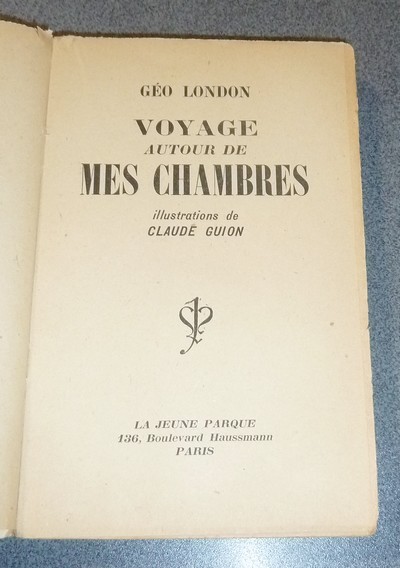 GÉO LONDON
VOYAGE
AUTOUR DE
MES CHAMBRES
illustrations de
CLAUDE GUION
LA JEUNE PARQUE
136, Boulevard Haussmann
PARIS